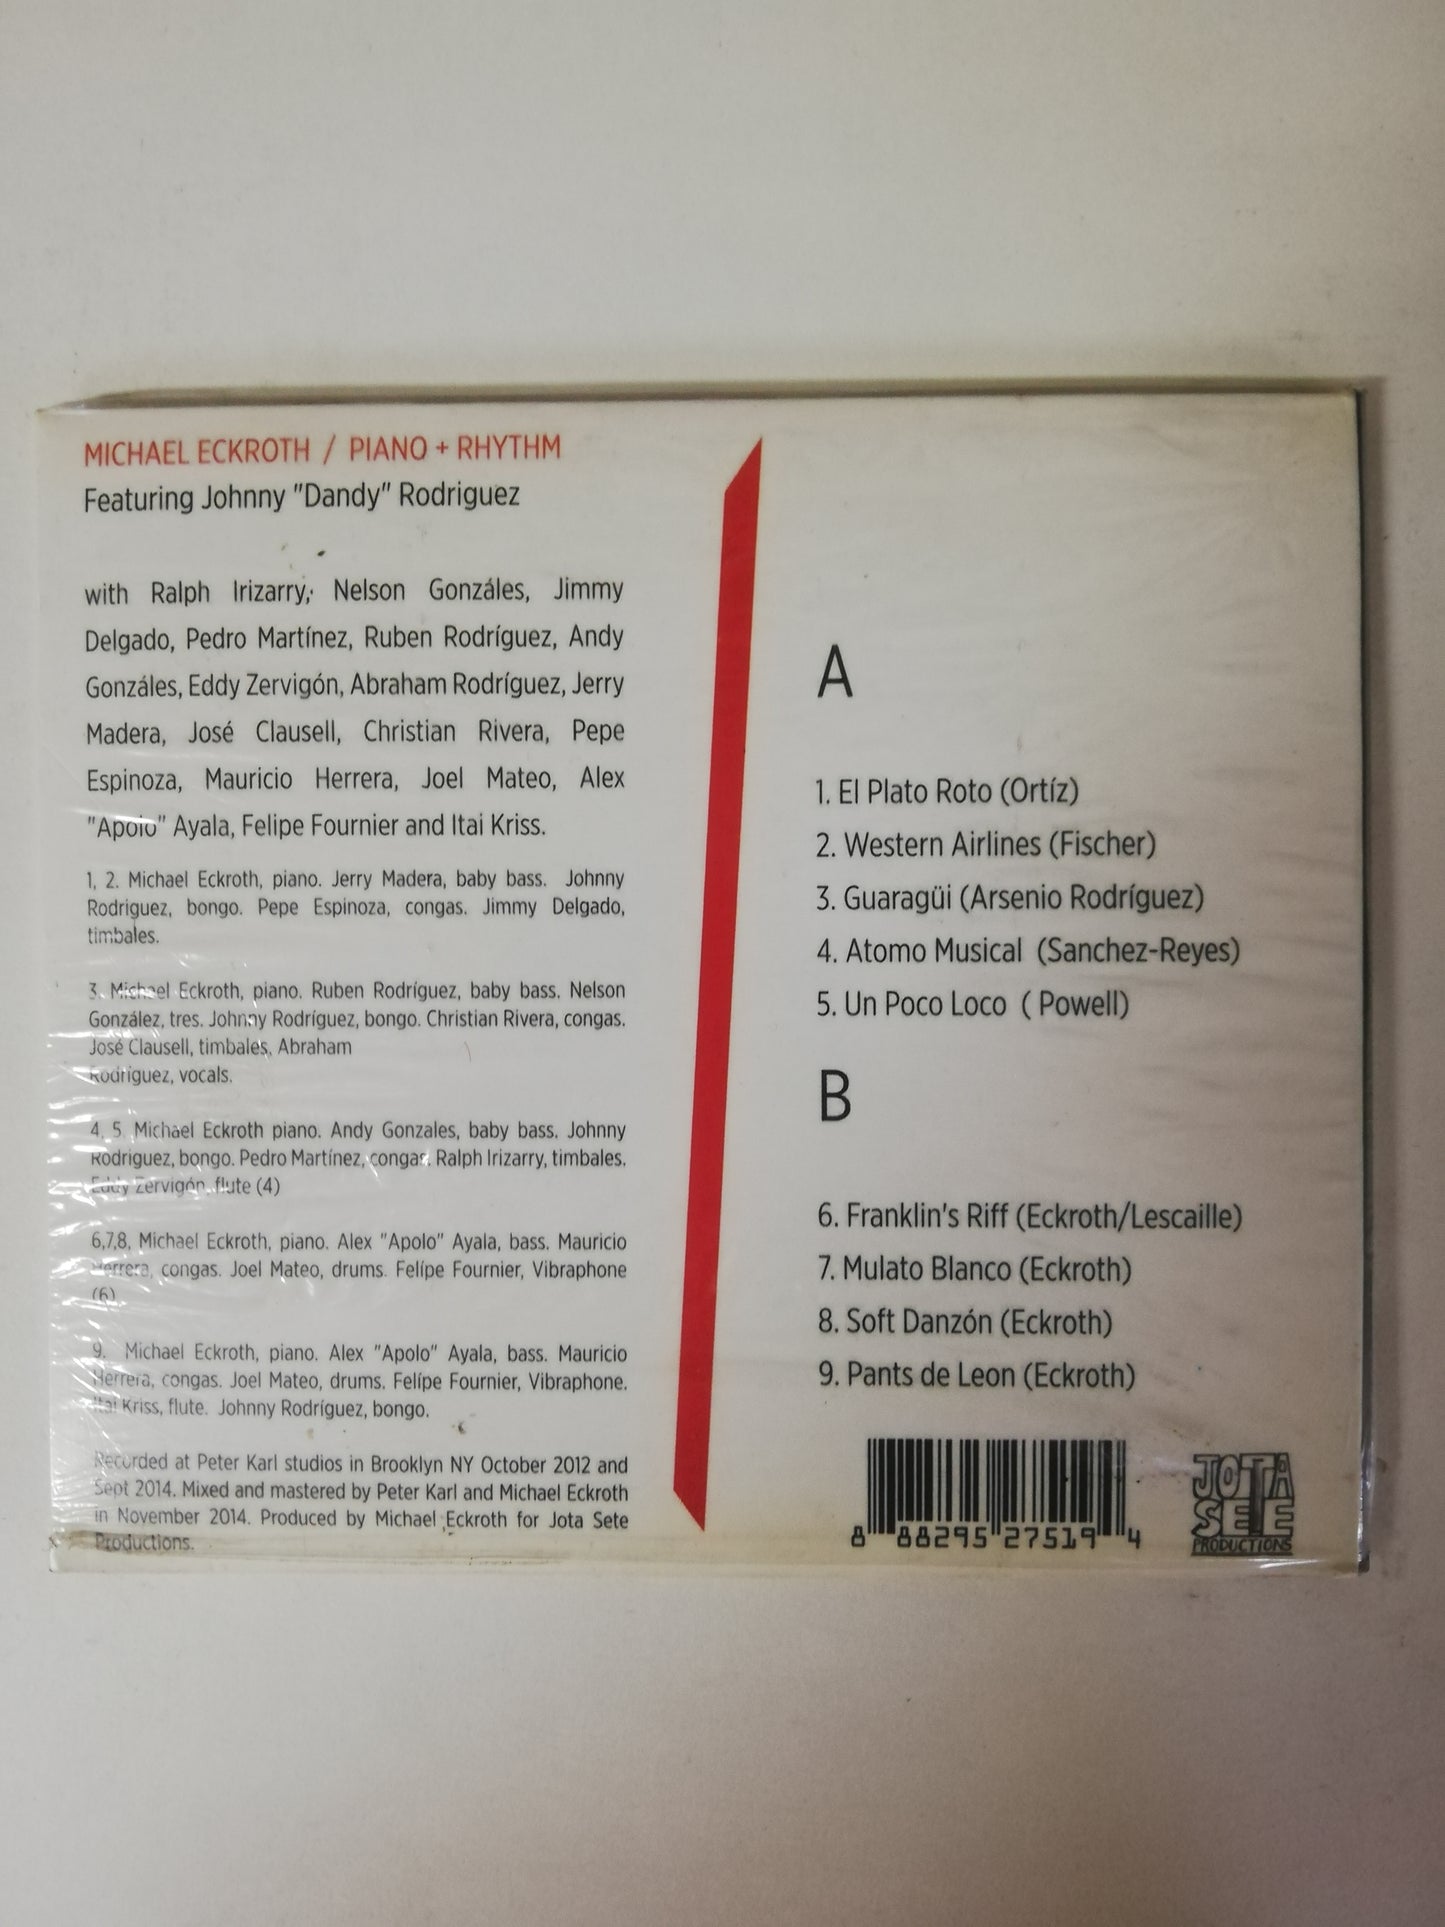 MICHAEL ECKROTH / PIANO + RHYTHM
Featuring Johnny "Dandy" Rodriguez
with Ralph Irizarry, Nelson Gonzáles, Jimmy
Delgado, Pedro Martínez, Ruben Rodríguez, Andy
Gonzáles, Eddy Zervigón, Abraham Rodríguez, Jerry
Madera, José Clausell, Christian Rivera, Pepe
Espinoza, Mauricio Herrera, Joel Mateo, Alex
"Apolo" Ayala, Felipe Fournier and Itai Kriss.
1, 2. Michael Eckroth, piano. Jerry Madera, baby bass. Johnny
Rodriguez, bongo. Pepe Espinoza, congas. Jimmy Delgado,
timbales.
3. Michael Eckroth, piano. Ruben Rodríguez, baby bass. Nelson
González, tres. Johnny Rodríguez, bongo. Christian Rivera, congas.
José Clausell, timbales, Abraham
Rodríguez, vocals.
4, 5. Michael Eckroth piano. Andy Gonzales, baby bass. Johnny
Rodriguez, bongo. Pedro Martínez, congas. Ralph Irizarry, timbales.
Eddy Zervigón, flute (4)
6,7,8, Michael Eckroth, piano. Alex "Apolo" Ayala, bass. Mauricio
Herrera, congas. Joel Mateo, drums. Felípe Fournier, Vibraphone
(6)
9. Michael Eckroth, piano. Alex "Apolo" Ayala, bass. Mauricio
Herrera, congas. Joel Mateo, drums. Felípe Fournier, Vibraphone.
Itai Kriss, flute. Johnny Rodríguez, bongo.
Recorded at Peter Karl studios in Brooklyn NY October 2012 and
Sept 2014. Mixed and mastered by Peter Karl and Michael Eckroth
in November 2014. Produced by Michael Eckroth for Jota Sete
Productions.
A
1. El Plato Roto (Ortíz)
2. Western Airlines (Fischer)
3. Guaragüi (Arsenio Rodríguez)
4. Atomo Musical (Sanchez-Reyes)
5. Un Poco Loco ( Powell)
B
6. Franklin's Riff (Eckroth/Lescaille)
7. Mulato Blanco (Eckroth)
8. Soft Danzón (Eckroth)
9. Pants de Leon (Eckroth)
8 88295 27519 4
JOTA
SETE
PRODUCTIONS